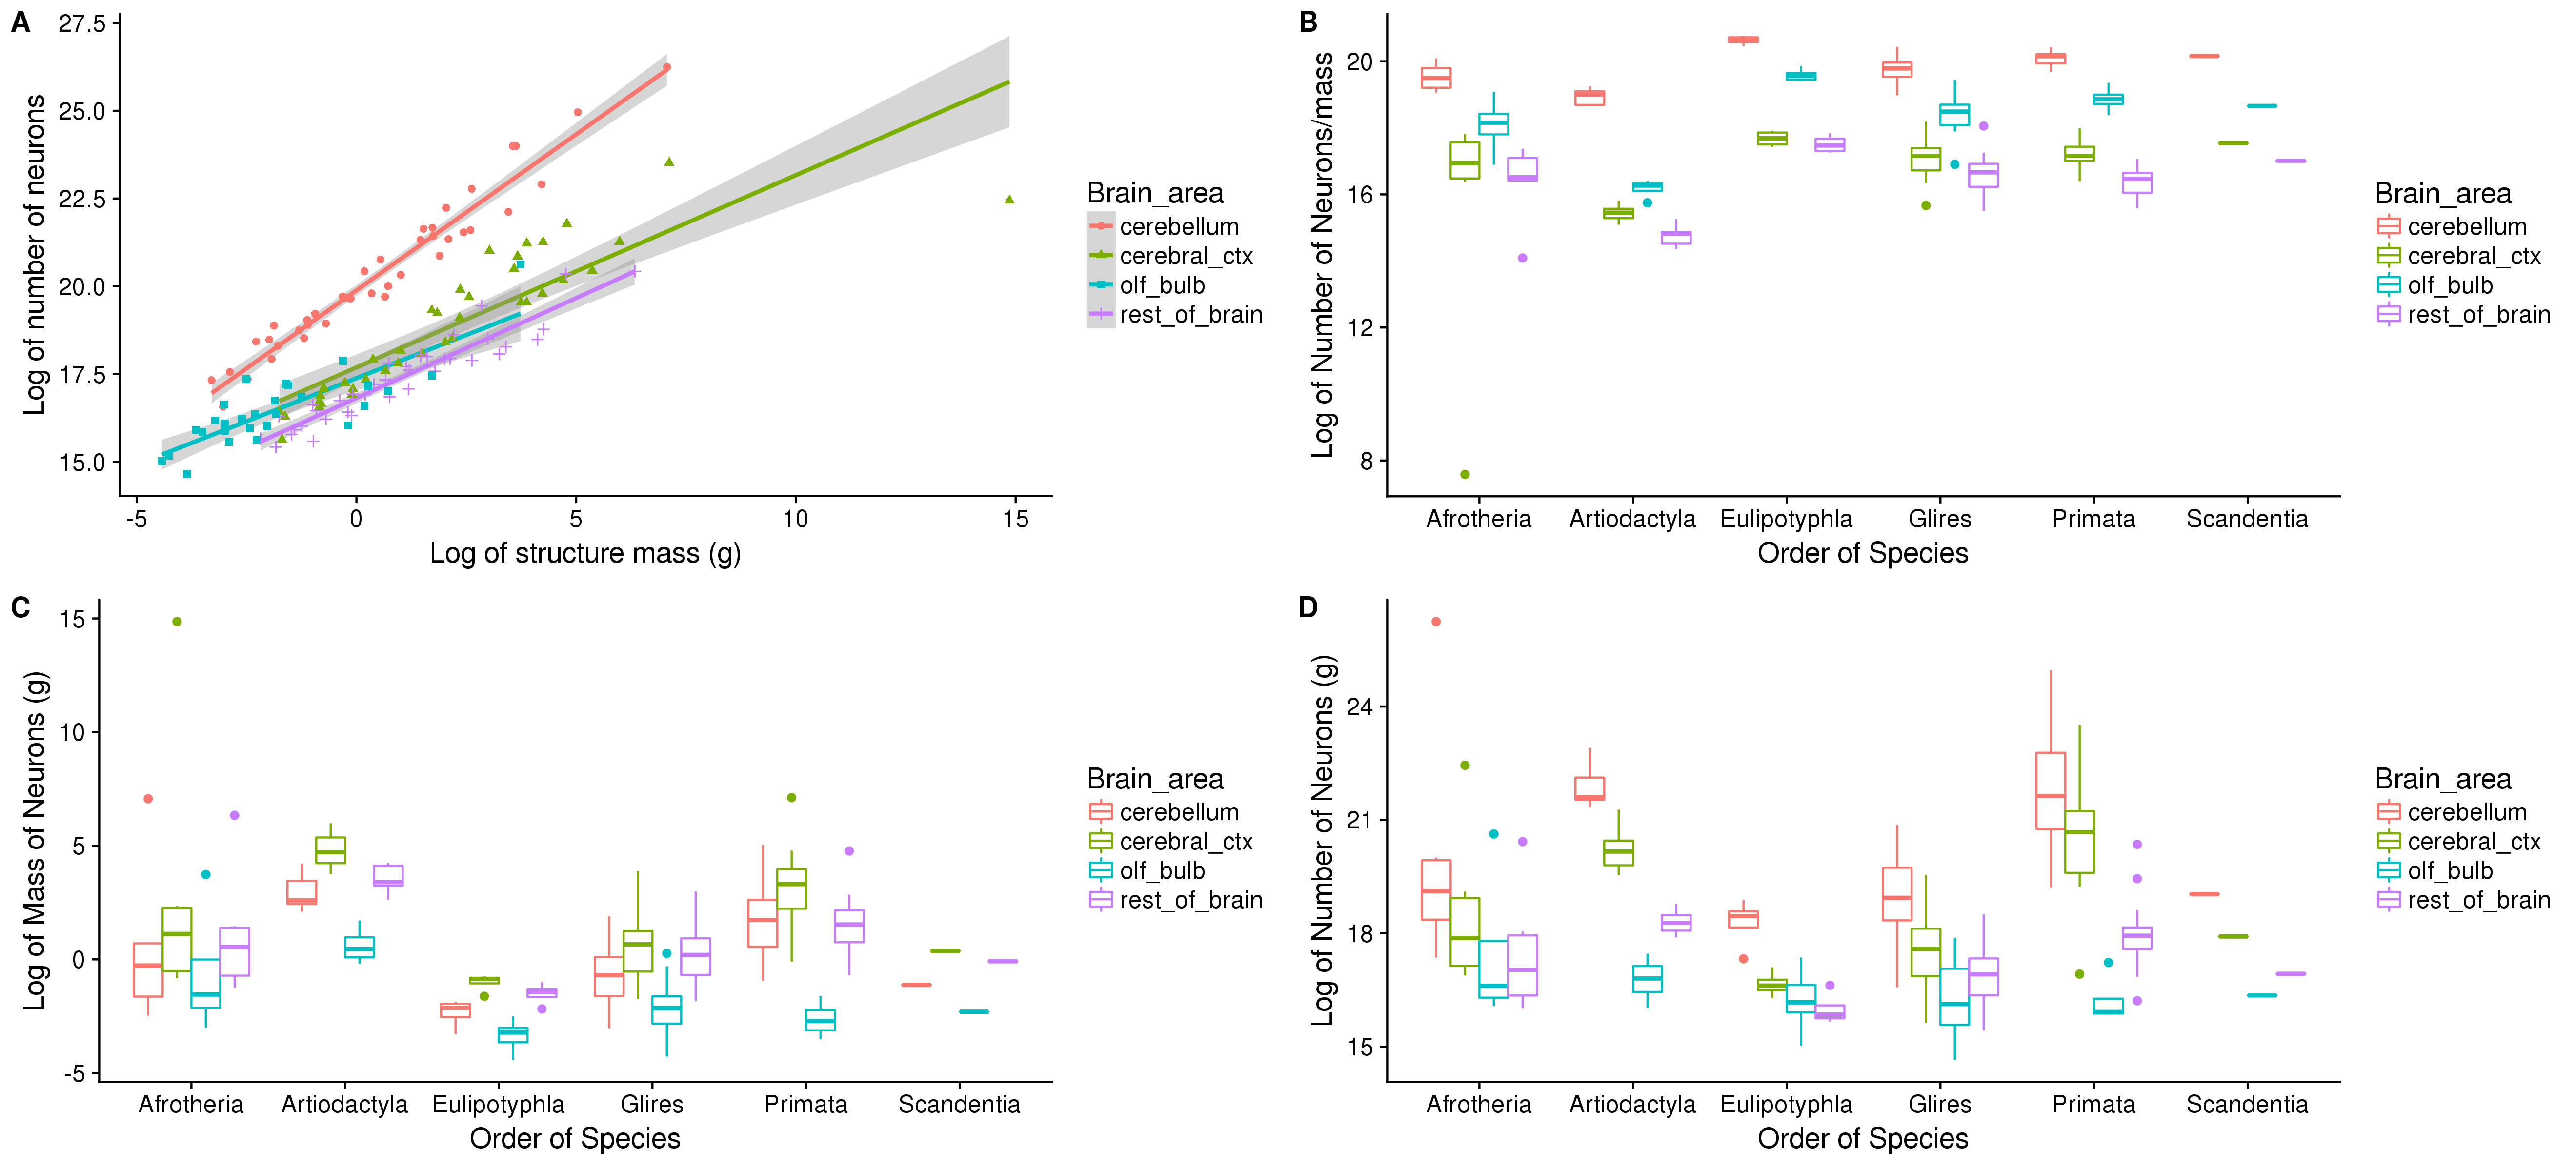 A
27.5
25.0
22.5
20.0
17.5
15.0
Log of number of neurons
-5 0 5 10 15
Log of structure mass (g)
Brain_area
cerebellum
cerebral_ctx
olf_bulb
rest_of_brain
B
20
16
12
8
Log of Number of Neurons/mass
Afrotheria Artiodactyla Eulipotyphla Glires Primata Scandentia
Order of Species
Brain_area
cerebellum
cerebral_ctx
olf_bulb
rest_of_brain
C
15
10
5
0
-5
Log of Mass of Neurons (g)
Afrotheria Artiodactyla Eulipotyphla Glires Primata Scandentia
Order of Species
Brain_area
cerebellum
cerebral_ctx
olf_bulb
rest_of_brain
D
24
21
18
15
Log of Number of Neurons (g)
Afrotheria Artiodactyla Eulipotyphla Glires Primata Scandentia
Order of Species
Brain_area
cerebellum
cerebral_ctx
olf_bulb
rest_of_brain